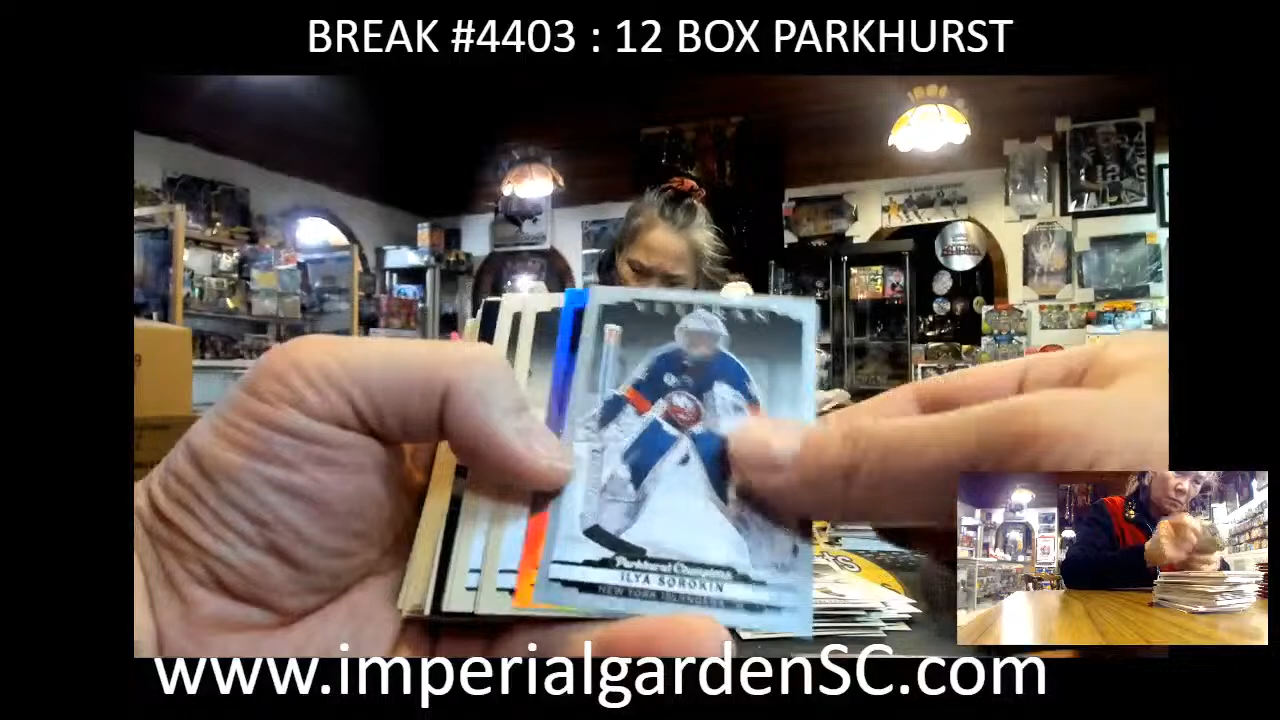 BREAK #4403 : 12 BOX PARKHURST
Parkhurst Champions
ILYA SOROKIN
NEW YORK ISLANDERS
www.imperialgardenSC.com